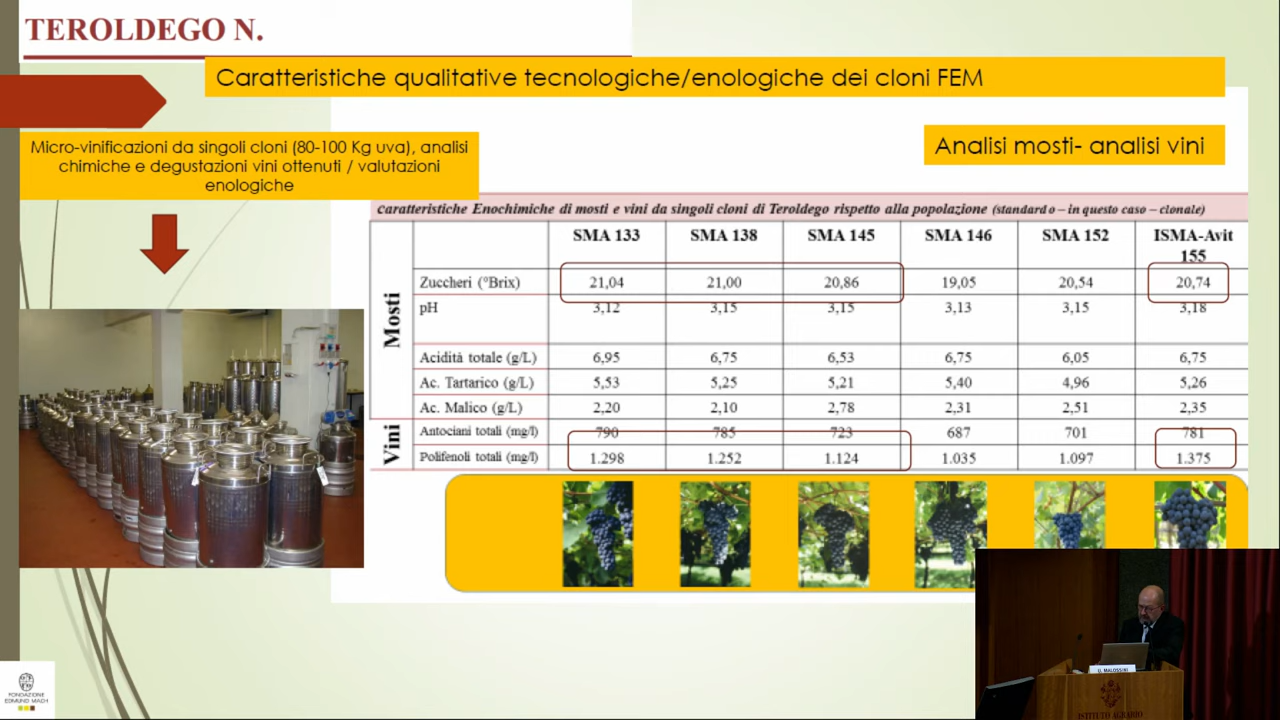 TEROLDEGO N.
Caratteristiche qualitative tecnologiche/enologiche dei cloni FEM
Micro-vinificazioni da singoli cloni (80-100 Kg uva), analisi
chimiche e degustazioni vini ottenuti / valutazioni
enologiche
Analisi mosti- analisi vini
caratteristiche Enochimiche di mosti e vini da singoli cloni di Teroldego rispetto alla popolazione (standard o – in questo caso – clonale)
SMA 133 SMA 138 SMA 145 SMA 146 SMA 152 ISMA-Avit
155
Mosti
Zuccheri (°Brix) 21,04 21,00 20,86 19,05 20,54 20,74
pH 3,12 3,15 3,15 3,13 3,15 3,18
Acidità totale (g/L) 6,95 6,75 6,53 6,75 6,05 6,75
Ac. Tartarico (g/L) 5,53 5,25 5,21 5,40 4,96 5,26
Ac. Malico (g/L) 2,20 2,10 2,78 2,31 2,51 2,35
Vini
Antociani totali (mg/l) 790 785 723 687 701 781
Polifenoli totali (mg/l) 1.298 1.252 1.124 1.035 1.097 1.375
FONDAZIONE
EDMUND MACH
G. MALOSSINI
ISTITUTO AGRARIO